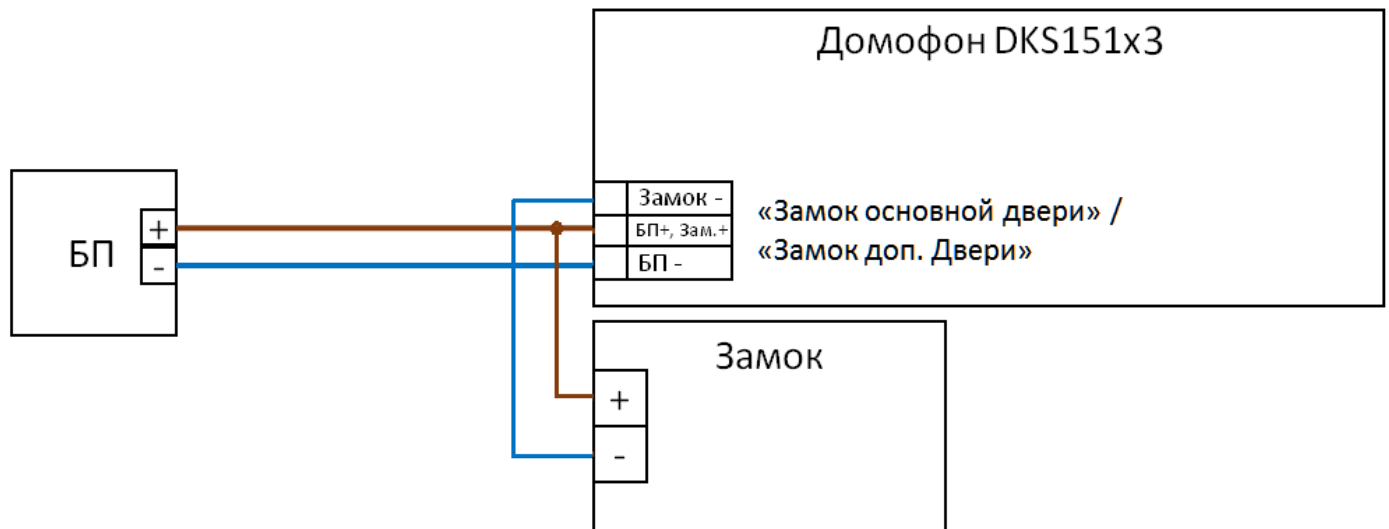 Домофон DKS151x3
Замок -
БП+, Зам.+
БП -
«Замок основной двери» /
«Замок доп. Двери»
БП
+
-
Замок
+
-